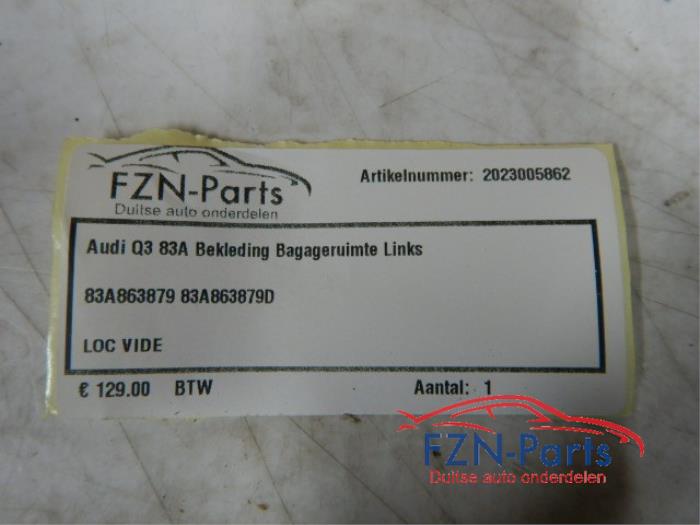 FZN-Parts
Duitse auto onderdelen
Artikelnummer: 2023005862
Audi Q3 83A Bekleding Bagageruimte Links
83A863879 83A863879D
LOC VIDE
€ 129.00 BTW Aantal: 1
FZN-Parts
Duitse auto onderdelen